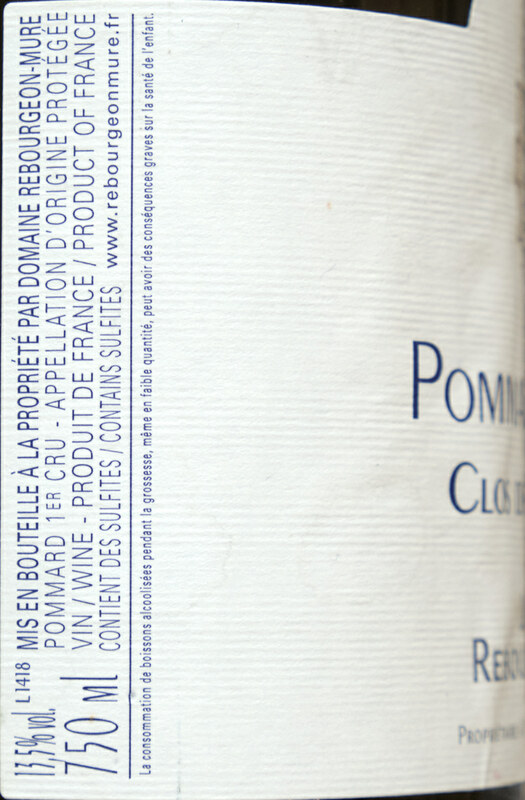 MIS EN BOUTEILLE À LA PROPRIÉTÉ PAR DOMAINE REBOURGEON-MURE
POMMARD 1ER CRU - APPELLATION D'ORIGINE PROTÉGÉE
VIN / WINE - PRODUIT DE FRANCE / PRODUCT OF FRANCE
CONTIENT DES SULFITES / CONTAINS SULFITES www.rebourgeonmure.fr
13,5% vol. L1418
750 ml
La consommation de boissons alcoolisées pendant la grossesse, même en faible quantité, peut avoir des conséquences graves sur la santé de l'enfant.
POMMA
CLOS